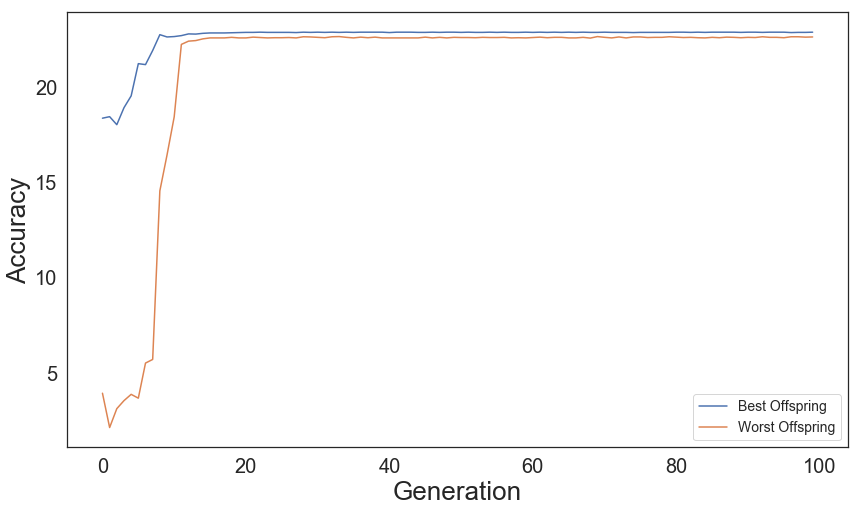 Accuracy
20
15
10
5
0 20 40 60 80 100
Generation
Best Offspring
Worst Offspring